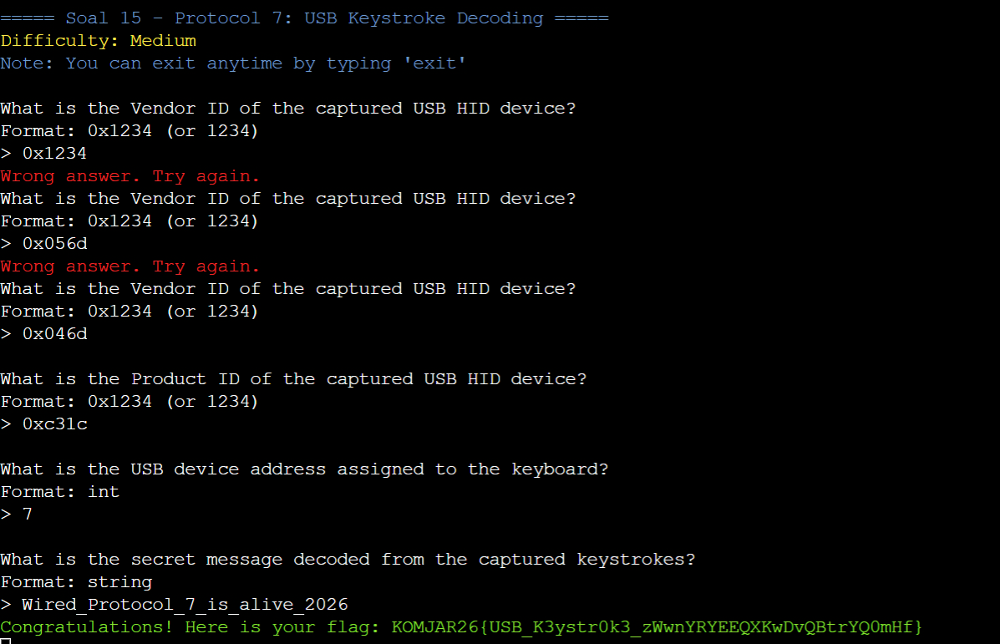 ===== Soal 15 - Protocol 7: USB Keystroke Decoding =====
Difficulty: Medium
Note: You can exit anytime by typing 'exit'
What is the Vendor ID of the captured USB HID device?
Format: 0x1234 (or 1234)
> 0x1234
Wrong answer. Try again.
What is the Vendor ID of the captured USB HID device?
Format: 0x1234 (or 1234)
> 0x056d
Wrong answer. Try again.
What is the Vendor ID of the captured USB HID device?
Format: 0x1234 (or 1234)
> 0x046d
What is the Product ID of the captured USB HID device?
Format: 0x1234 (or 1234)
> 0xc31c
What is the USB device address assigned to the keyboard?
Format: int
> 7
What is the secret message decoded from the captured keystrokes?
Format: string
> Wired_Protocol_7_is_alive_2026
Congratulations! Here is your flag: KOMJAR26{USB_K3ystr0k3_zWwnYRYEEQXKwDvQBtrYQ0mHf}